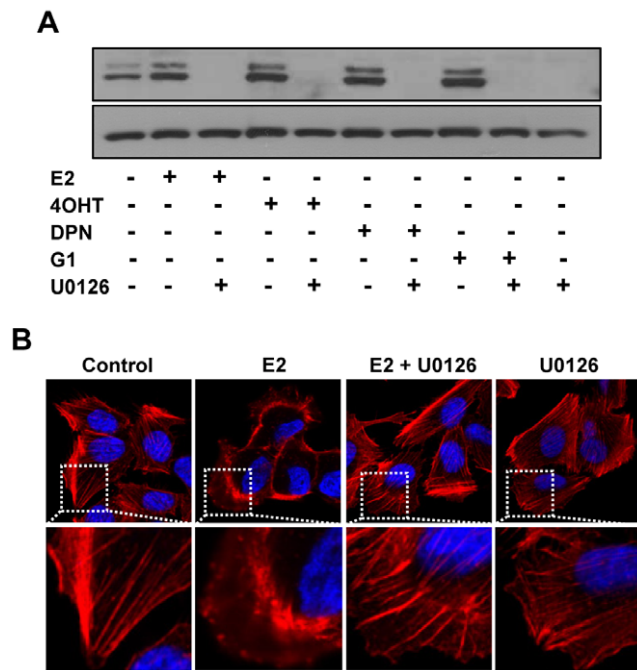 A
E2 - + + - - - - - - -
4OHT - - - + + - - - - -
DPN - - - - - + + - - -
G1 - - - - - - - + + -
U0126 - - + - + - + - + +
B
Control E2 E2 + U0126 U0126